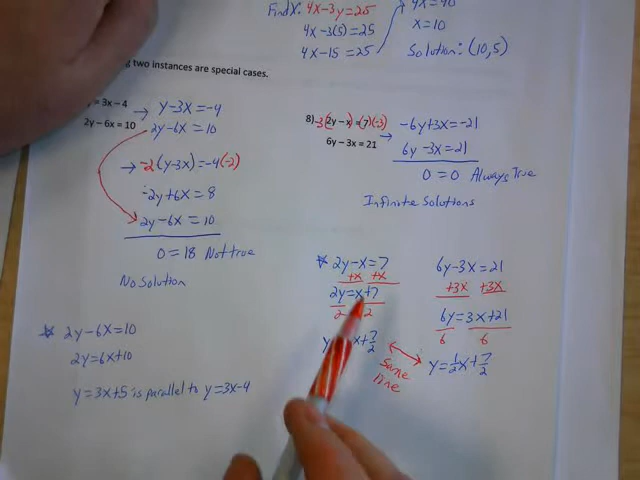 Find X: 4x-3y=25
4x-3(5)=25
4x-15=25
4x=40
x=10
Solution: (10,5)
two instances are special cases.
= 3x − 4 → y-3x=-4
2y − 6x = 10 2y-6x=10
→ -2(y-3x)=-4(-2)
-2y+6x=8
2y-6x=10
0=18 Not true
No Solution
☆ 2y-6x=10
2y=6x+10
y=3x+5 is parallel to y=3x-4
8) -3(2y − x)=(7)(-3) → -6y+3x=-21
6y − 3x = 21 6y-3x=21
0=0 Always True
Infinite Solutions
☆ 2y-x=7
+x +x
2y=x+7
2 2
y x+7/2
Same
line
6y-3x=21
+3x +3x
6y=3x+21
6 6
y=1/2x+7/2